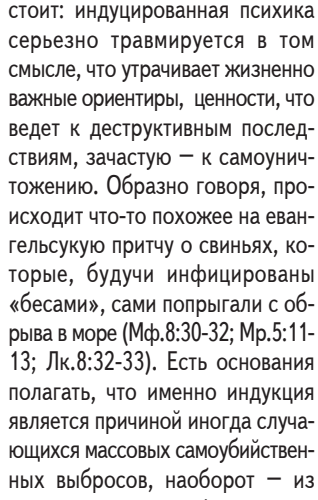 стоит: индуцированная психика
серьезно травмируется в том
смысле, что утрачивает жизненно
важные ориентиры, ценности, что
ведет к деструктивным послед-
ствиям, зачастую — к самоунич-
тожению. Образно говоря, про-
исходит что-то похожее на еван-
гельсукую притчу о свиньях, ко-
торые, будучи инфицированы
«бесами», сами попрыгали с об-
рыва в море (Мф.8:30-32; Мр.5:11-
13; Лк.8:32-33). Есть основания
полагать, что именно индукция
является причиной иногда случа-
ющихся массовых самоубийствен-
ных выбросов, наоборот — из